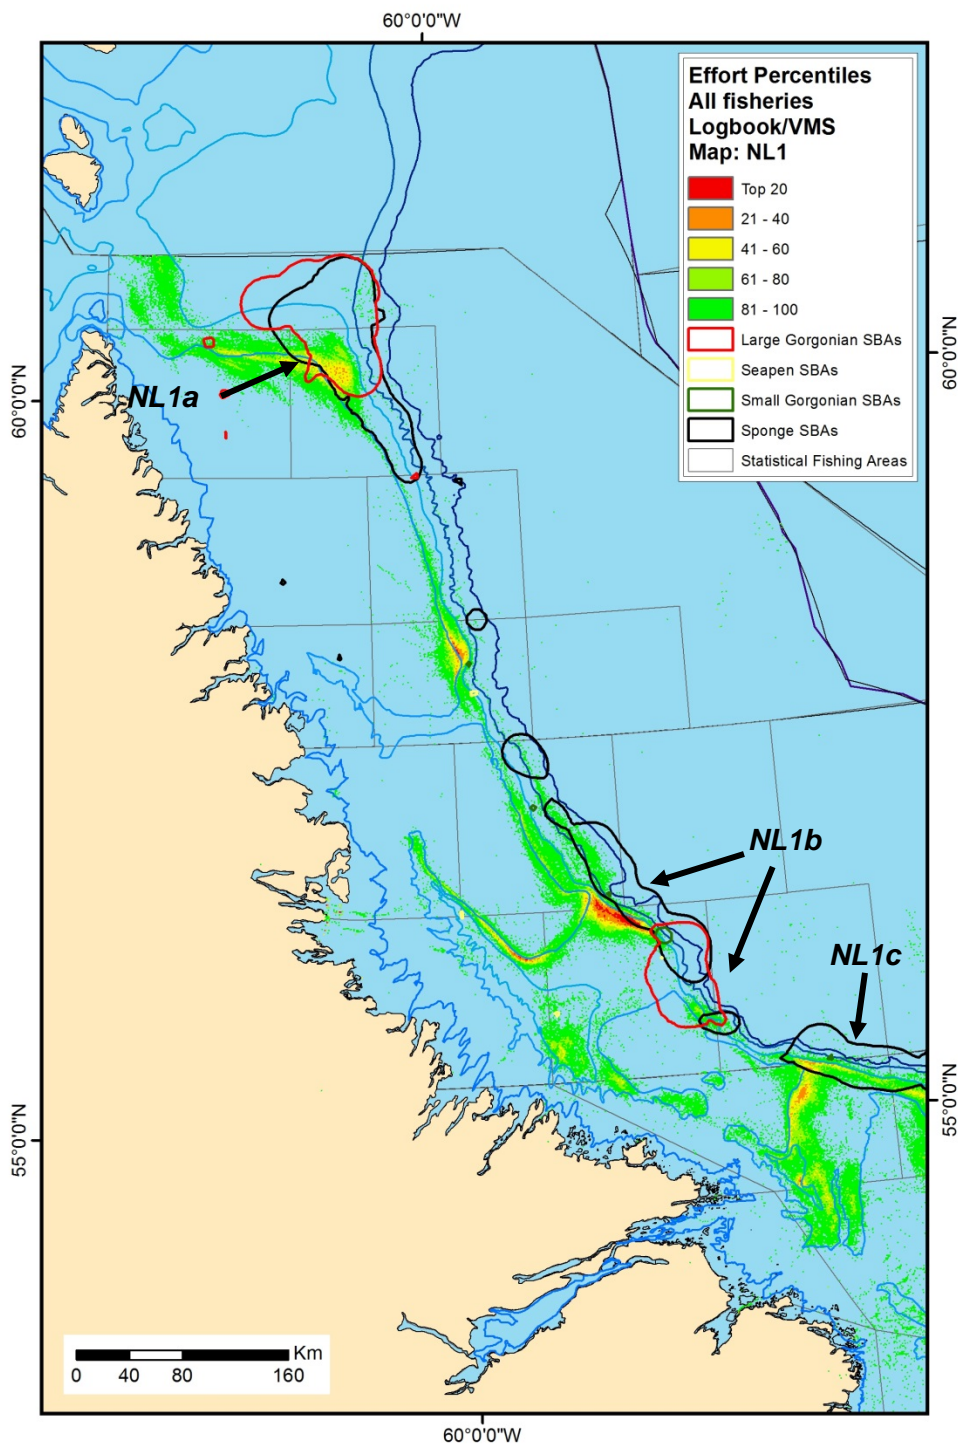 60°0'0"W
Effort Percentiles
All fisheries
Logbook/VMS
Map: NL1
Top 20
21 - 40
41 - 60
61 - 80
81 - 100
Large Gorgonian SBAs
Seapen SBAs
Small Gorgonian SBAs
Sponge SBAs
Statistical Fishing Areas
60°0'0"N
60°0'0"N
NL1a
NL1b
NL1c
55°0'0"N
55°0'0"N
Km
0 40 80 160
60°0'0"W